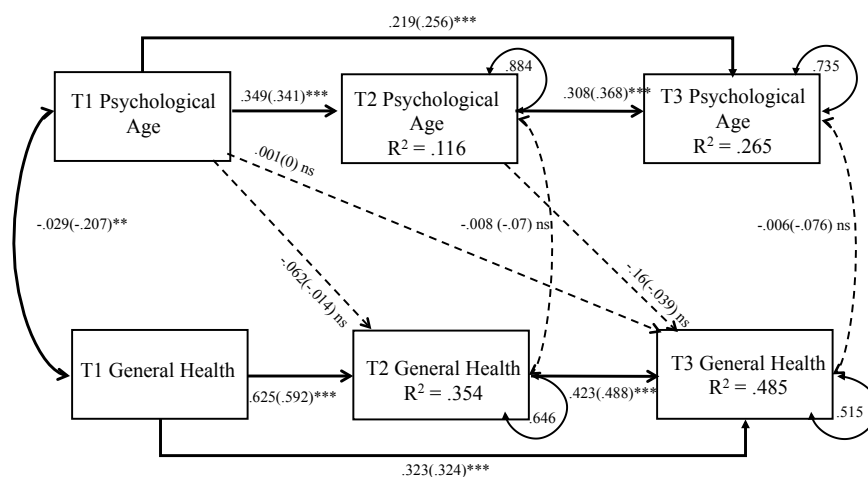 .219(.256)***
.884
.735
T1 Psychological
Age
.349(.341)***
T2 Psychological
Age
R² = .116
.308(.368)***
T3 Psychological
Age
R² = .265
.001(0) ns
-.029(-.207)**
-.008 (-.07) ns
-.006(-.076) ns
-.062(-.014) ns
-.16(-.039) ns
T1 General Health
.625(.592)***
T2 General Health
R² = .354
.646
.423(.488)***
T3 General Health
R² = .485
.515
.323(.324)***